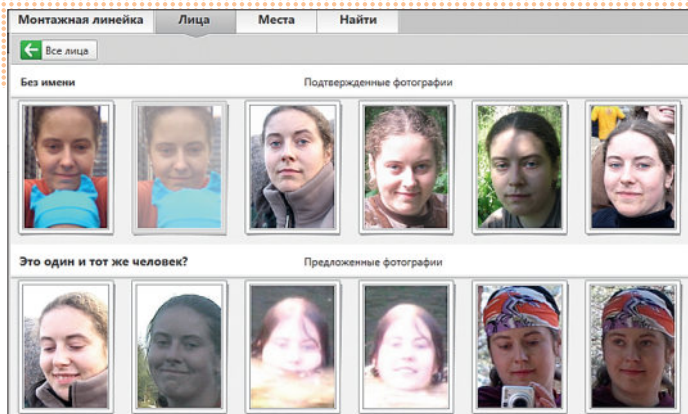 Монтажная линейка Лица Места Найти
Все лица
Без имени Подтвержденные фотографии
Это один и тот же человек? Предложенные фотографии